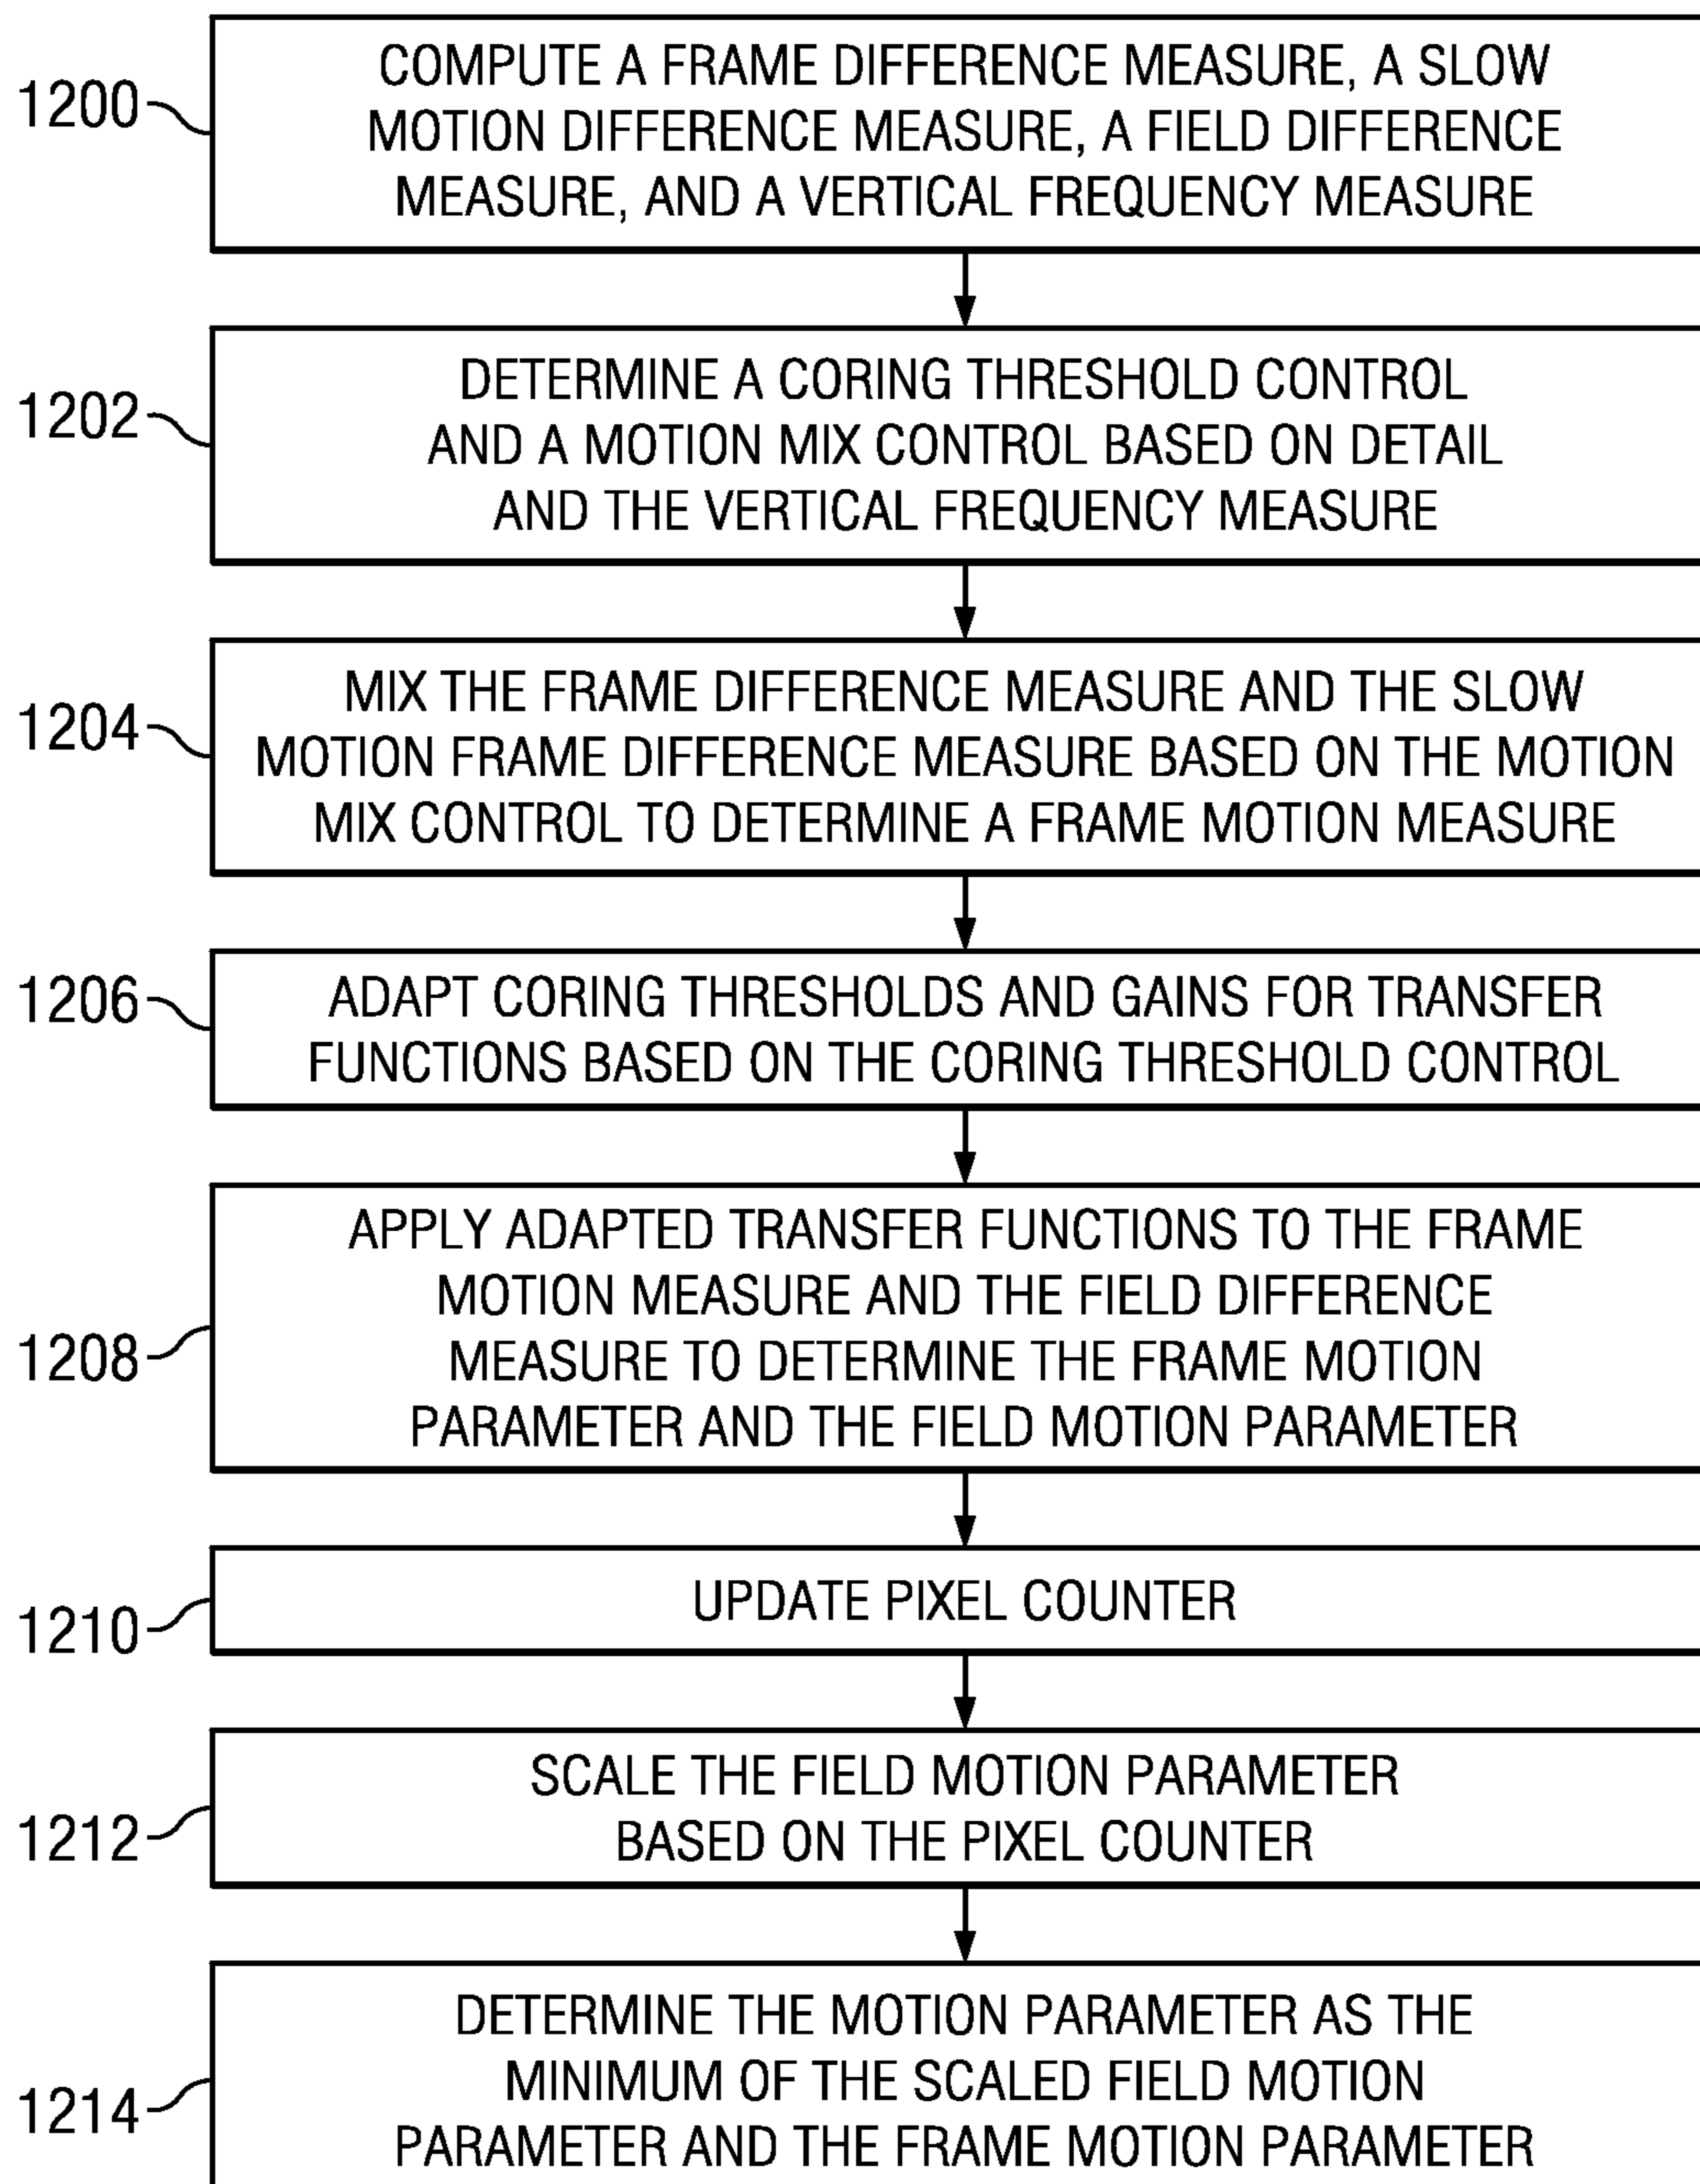 1200
COMPUTE A FRAME DIFFERENCE MEASURE, A SLOW
MOTION DIFFERENCE MEASURE, A FIELD DIFFERENCE
MEASURE, AND A VERTICAL FREQUENCY MEASURE
1202
DETERMINE A CORING THRESHOLD CONTROL
AND A MOTION MIX CONTROL BASED ON DETAIL
AND THE VERTICAL FREQUENCY MEASURE
1204
MIX THE FRAME DIFFERENCE MEASURE AND THE SLOW
MOTION FRAME DIFFERENCE MEASURE BASED ON THE MOTION
MIX CONTROL TO DETERMINE A FRAME MOTION MEASURE
1206
ADAPT CORING THRESHOLDS AND GAINS FOR TRANSFER
FUNCTIONS BASED ON THE CORING THRESHOLD CONTROL
1208
APPLY ADAPTED TRANSFER FUNCTIONS TO THE FRAME
MOTION MEASURE AND THE FIELD DIFFERENCE
MEASURE TO DETERMINE THE FRAME MOTION
PARAMETER AND THE FIELD MOTION PARAMETER
1210
UPDATE PIXEL COUNTER
1212
SCALE THE FIELD MOTION PARAMETER
BASED ON THE PIXEL COUNTER
1214
DETERMINE THE MOTION PARAMETER AS THE
MINIMUM OF THE SCALED FIELD MOTION
PARAMETER AND THE FRAME MOTION PARAMETER